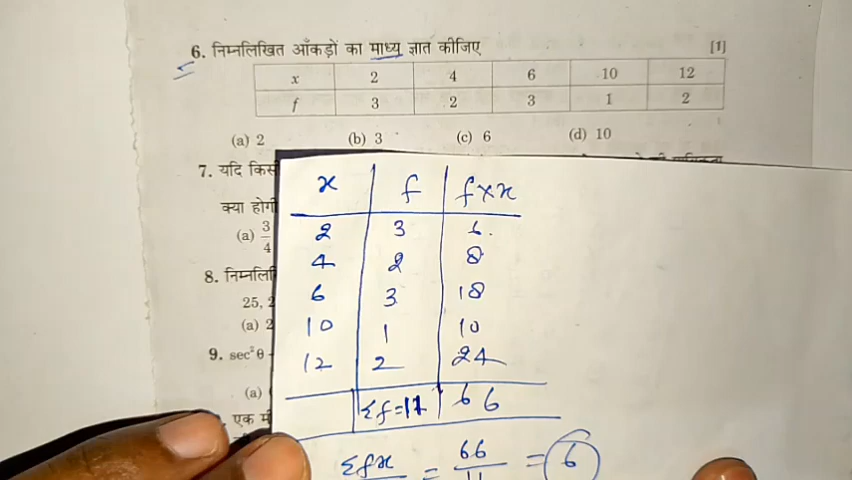 6. निम्नलिखित आँकड़ों का माध्य ज्ञात कीजिए [1]
x 2 4 6 10 12
f 3 2 3 1 2
(a) 2 (b) 3 (c) 6 (d) 10
7. यदि किसी
क्या होगी
(a) 3/4
8.
25, 2
(a) 2
9. sec²θ
(a)
एक
x f f×x
2 3 6
4 2 8
6 3 18
10 1 10
12 2 24
Σf=11 66
Σfx = 66/11 = 6